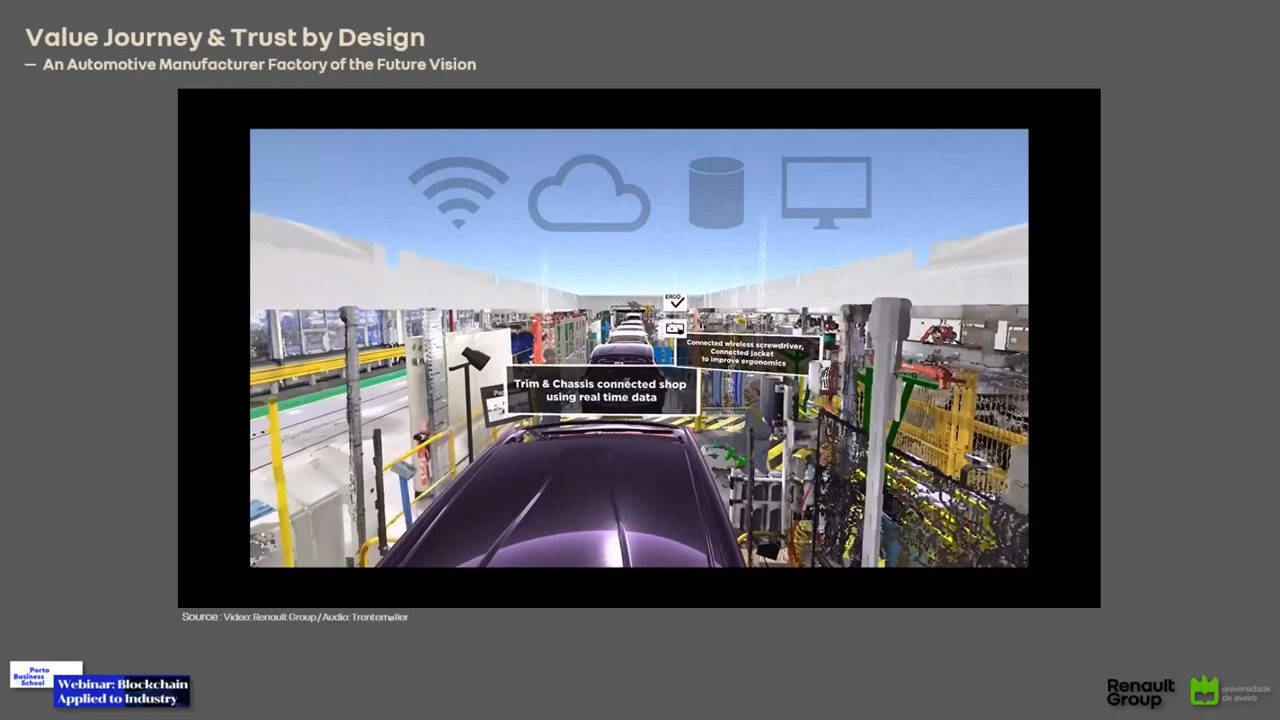 Value Journey & Trust by Design
— An Automotive Manufacturer Factory of the Future Vision
ERGO
Connected wireless screwdriver,
Connected jacket
to improve ergonomics
Trim & Chassis connected shop
using real time data
Source : Video: Renault Group / Audio: Trentemøller
Porto
Business
School
Webinar: Blockchain
Applied to Industry
Renault
Group
universidade
de aveiro